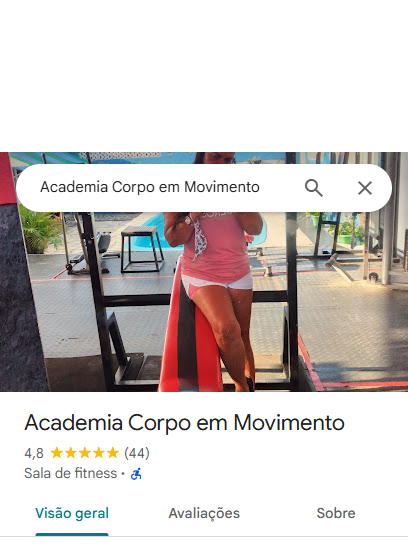 Academia Corpo em Movimento
Academia Corpo em Movimento
4,8 (44)
Sala de fitness ·
Visão geral Avaliações Sobre